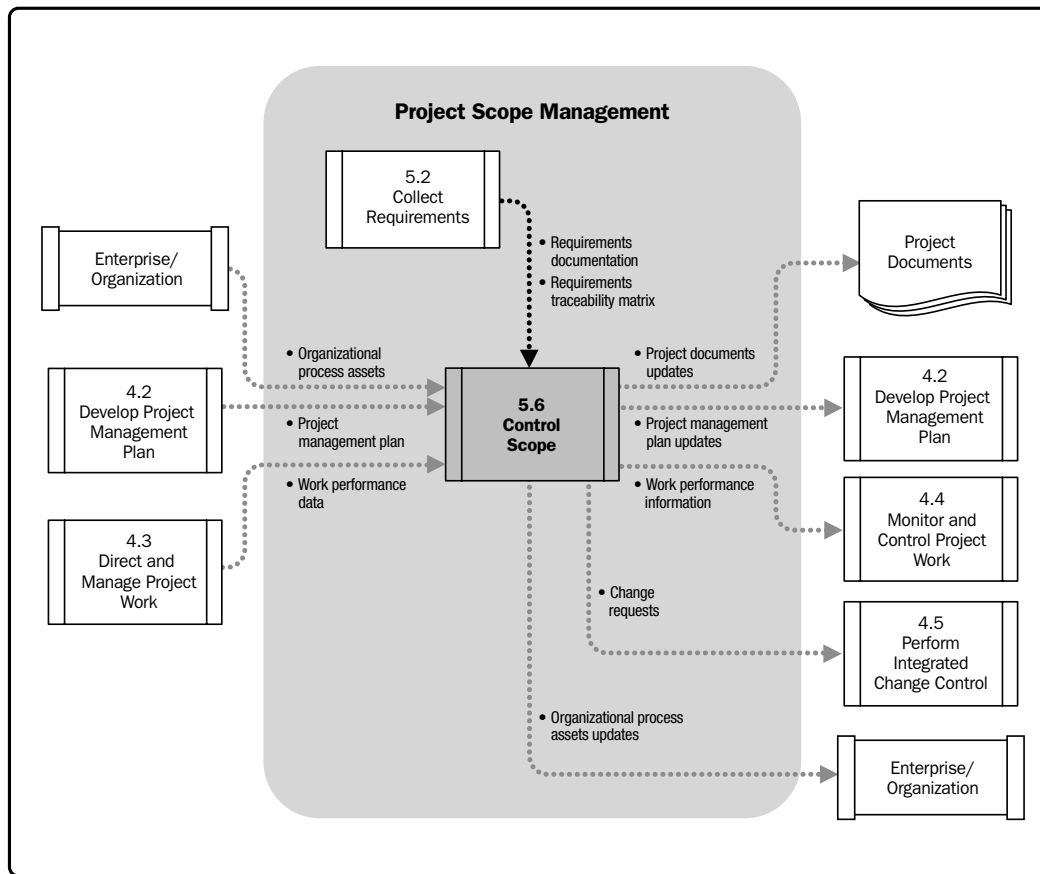 Project Scope Management
5.2
Collect
Requirements
• Requirements
documentation
• Requirements
traceability matrix
Enterprise/
Organization
Project
Documents
• Organizational
process assets
• Project documents
updates
4.2
Develop Project
Management
Plan
• Project
management plan
5.6
Control
Scope
• Project management
plan updates
4.2
Develop Project
Management
Plan
• Work performance
data
• Work performance
information
4.3
Direct and
Manage Project
Work
4.4
Monitor and
Control Project
Work
• Change
requests
4.5
Perform
Integrated
Change Control
• Organizational process
assets updates
Enterprise/
Organization